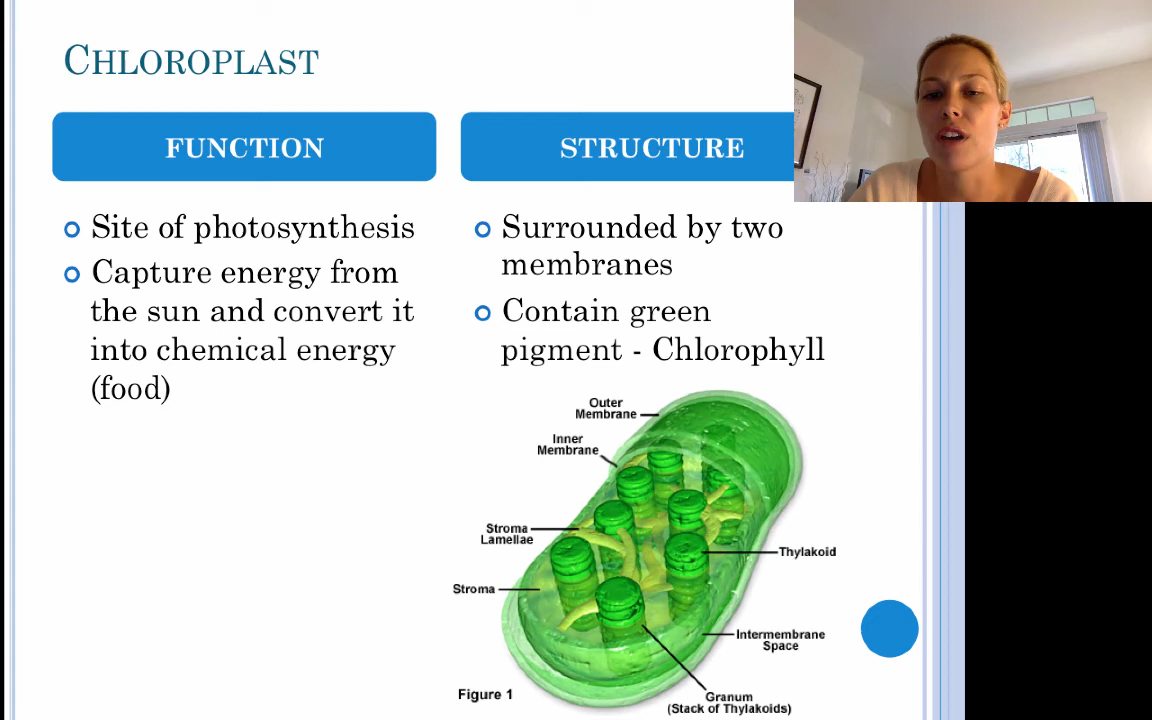 CHLOROPLAST
FUNCTION
Site of photosynthesis
Capture energy from
the sun and convert it
into chemical energy
(food)
STRUCTURE
Surrounded by two
membranes
Contain green
pigment - Chlorophyll
Outer
Membrane
Inner
Membrane
Stroma
Lamellae
Stroma
Thylakoid
Intermembrane
Space
Granum
(Stack of Thylakoids)
Figure 1